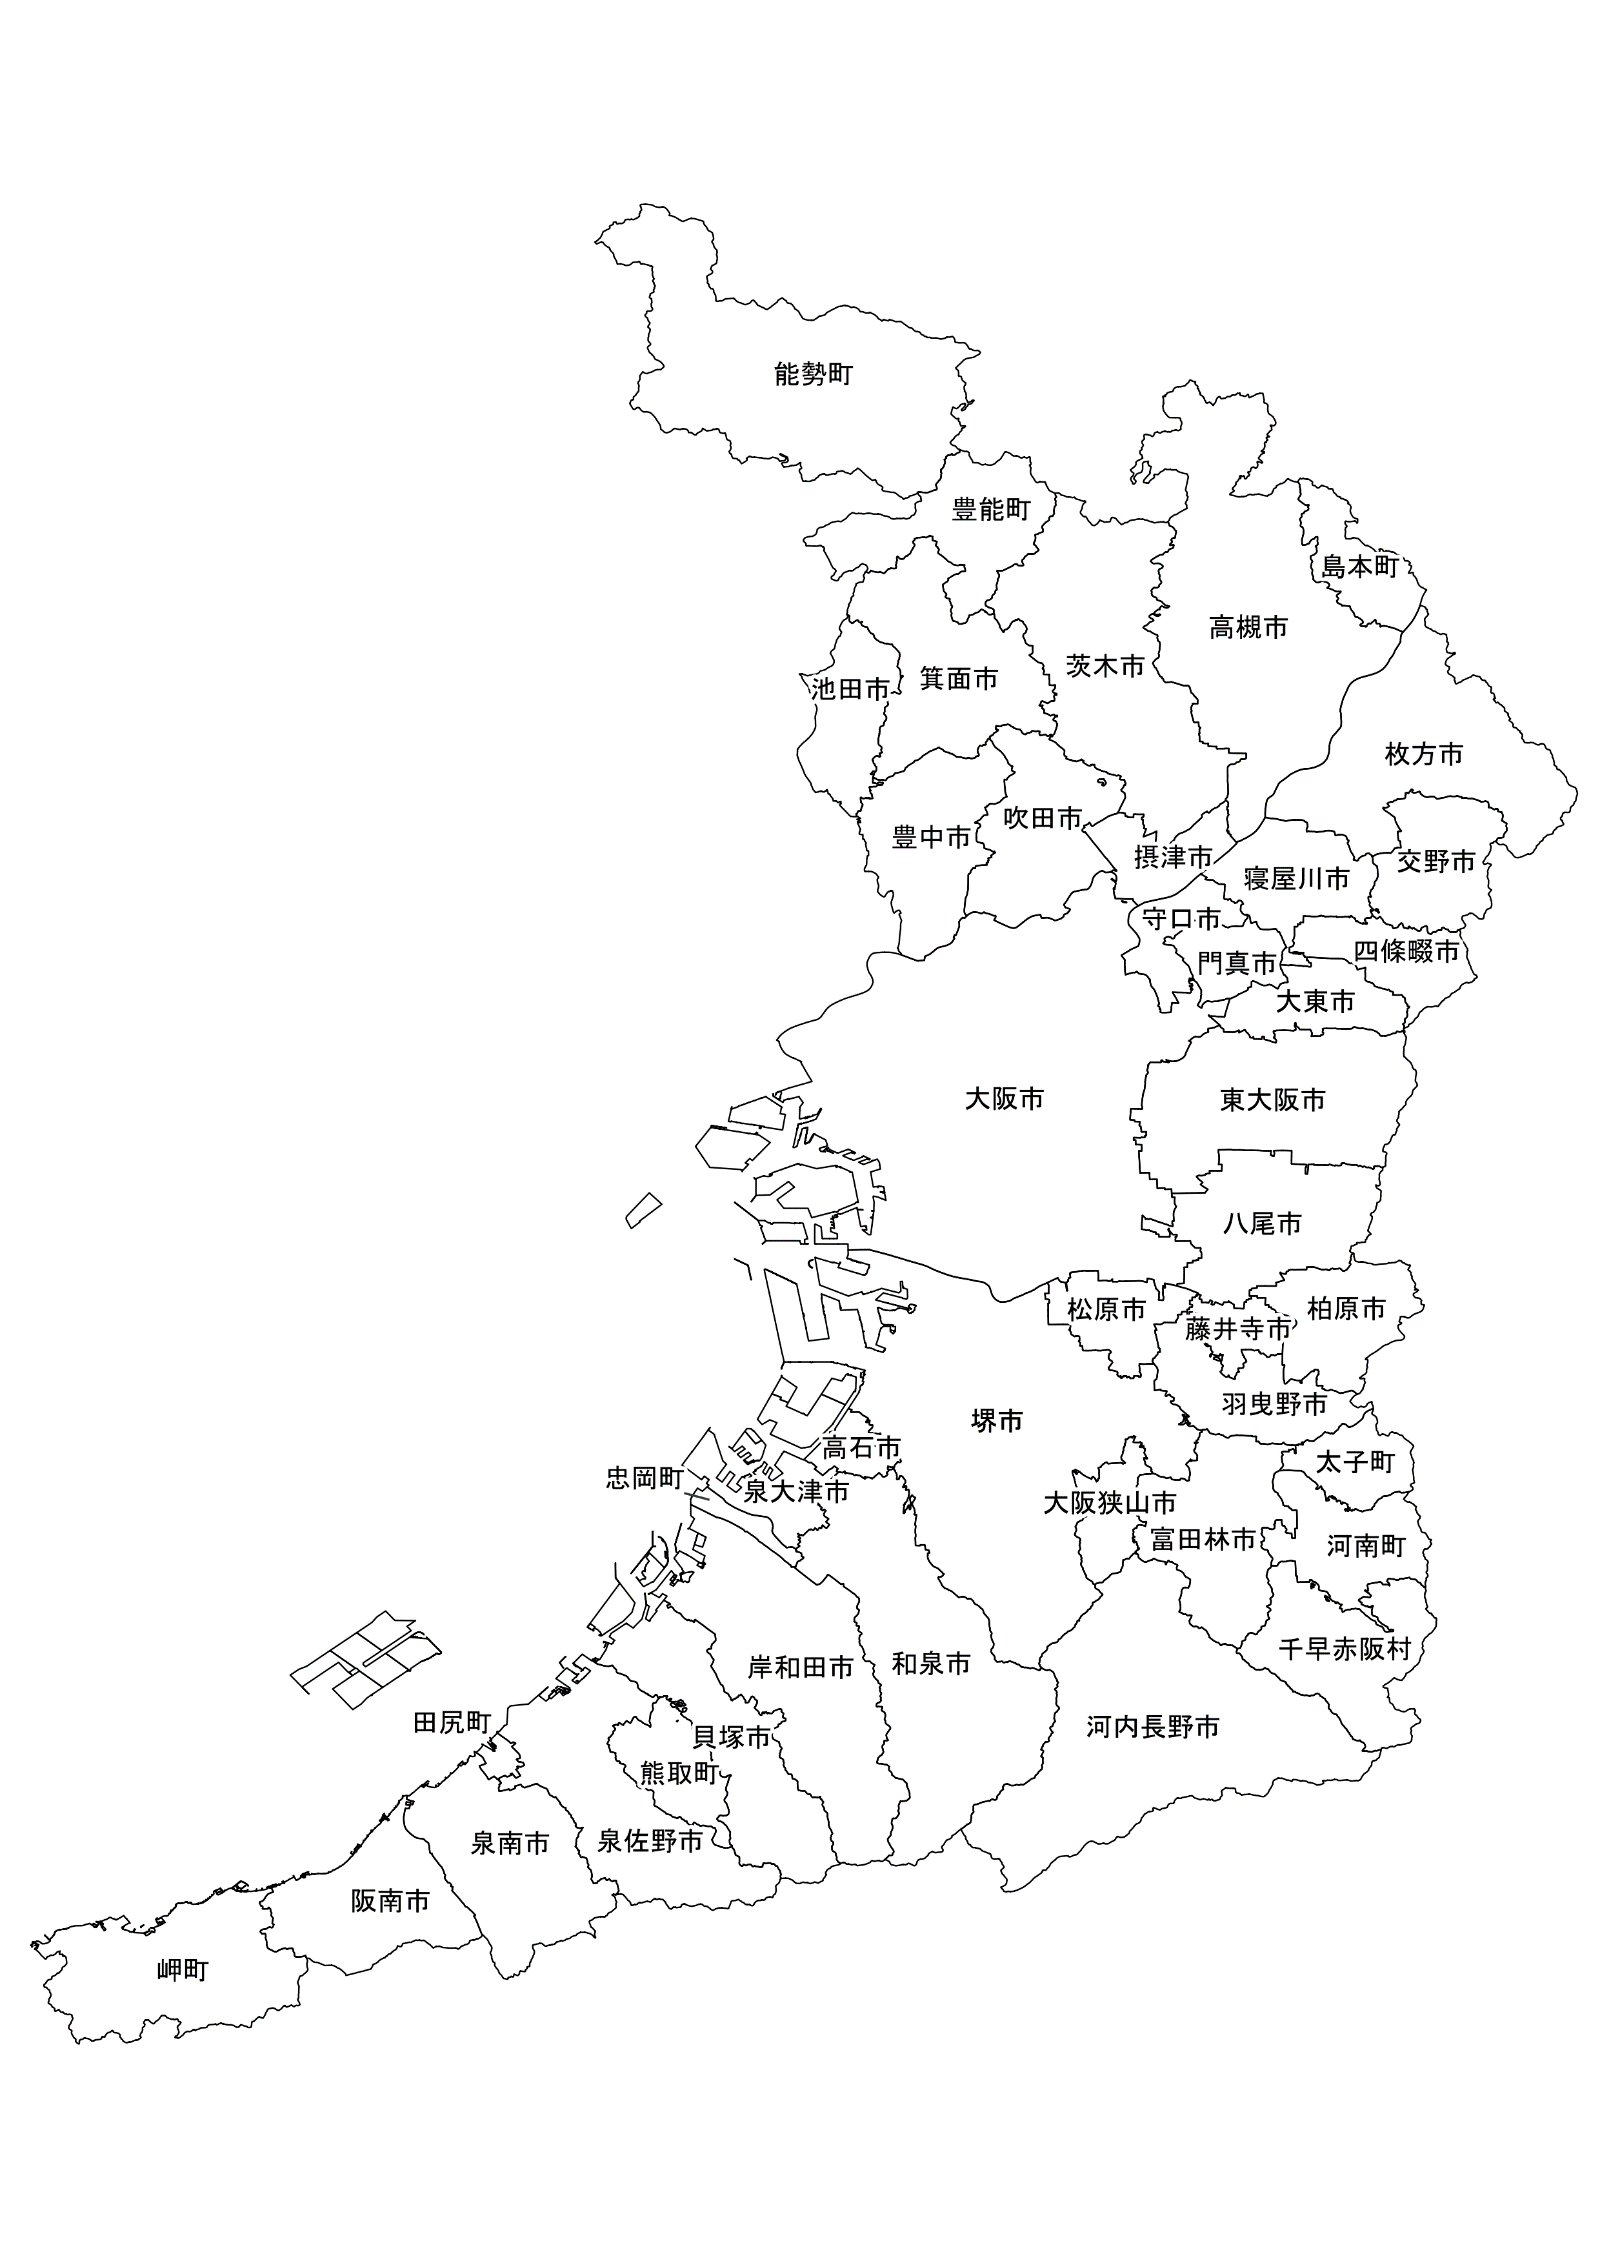 能勢町
豊能町
島本町
高槻市
茨木市
箕面市
池田市
枚方市
吹田市
豊中市
摂津市
交野市
寝屋川市
守口市
四條畷市
門真市
大東市
大阪市
東大阪市
八尾市
松原市
柏原市
藤井寺市
羽曳野市
堺市
高石市
太子町
忠岡町
泉大津市
大阪狭山市
富田林市
河南町
千早赤阪村
和泉市
岸和田市
田尻町
河内長野市
貝塚市
熊取町
泉佐野市
泉南市
阪南市
岬町